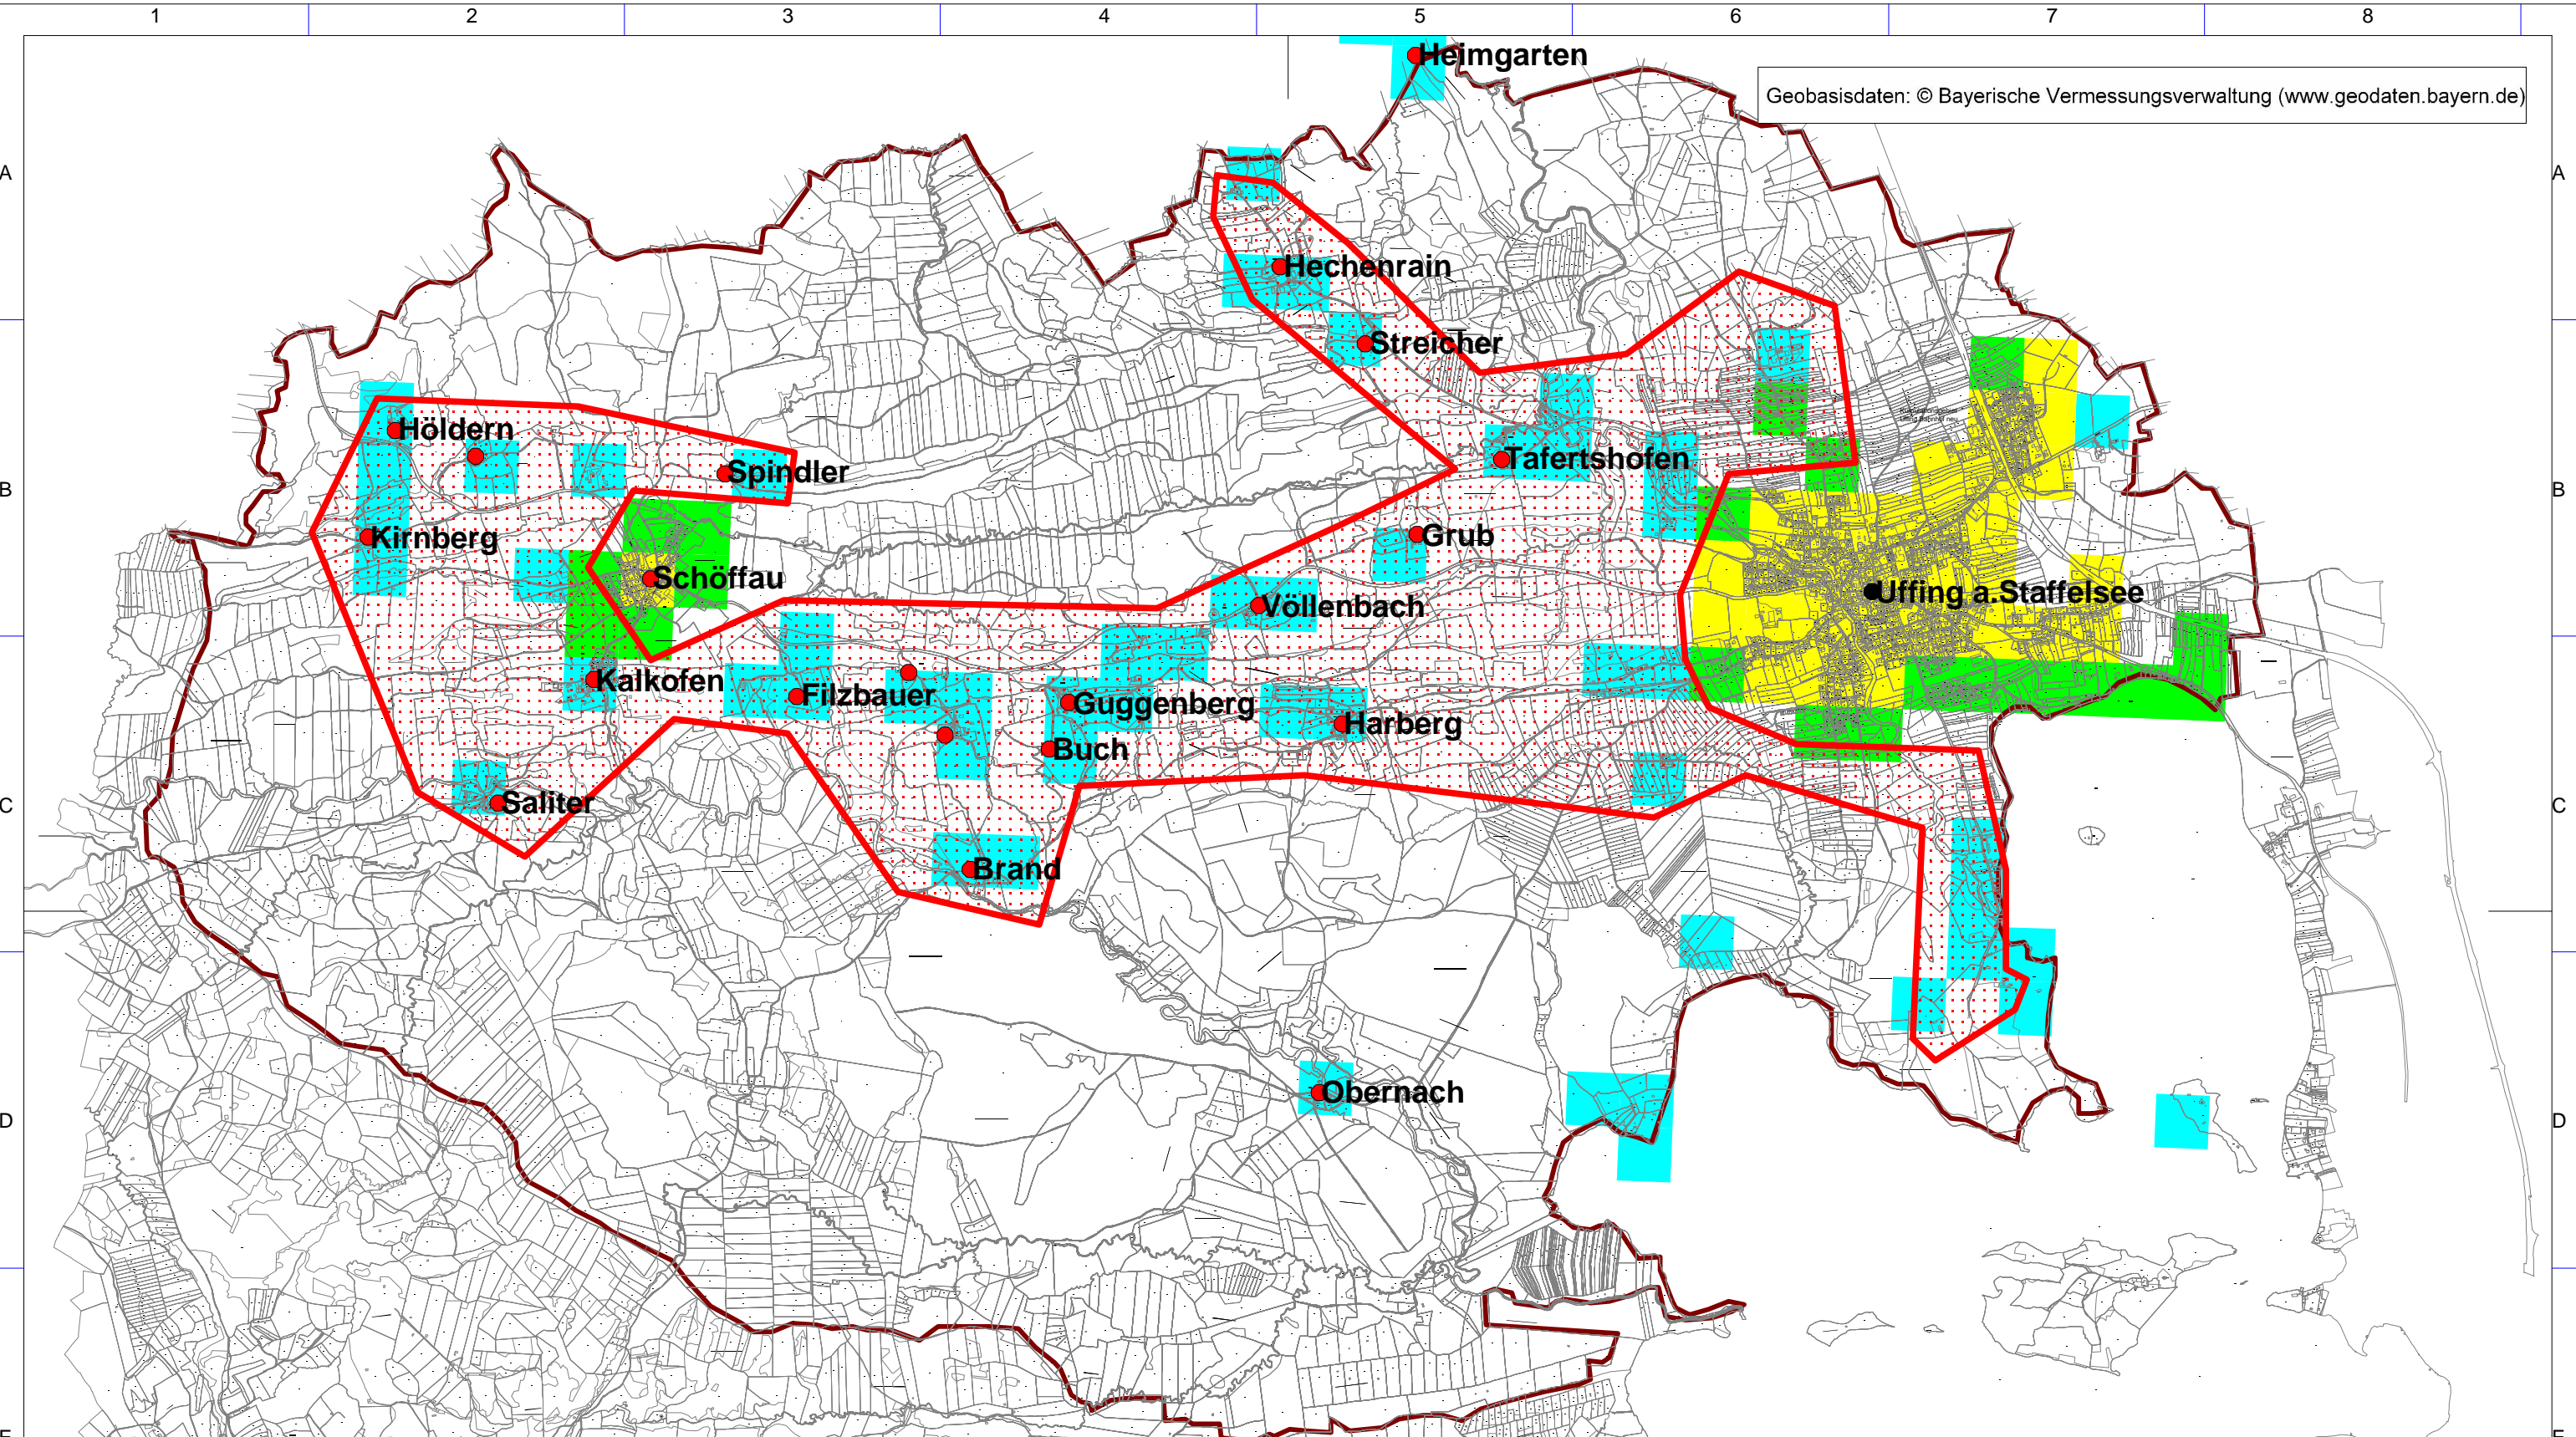 1 2 3 4 5 6 7 8
Heimgarten
Geobasisdaten: © Bayerische Vermessungsverwaltung (www.geodaten.bayern.de)
A A
Hechenrain
Streicher
Höldern
Tafertshofen
Spindler
B B
Grub
Kirnberg
Schöffau
Uffing a.Staffelsee
Völlenbach
Kalkofen
Filzbauer
Guggenberg
Harberg
Buch
Saliter
C C
Brand
Obernach
D D